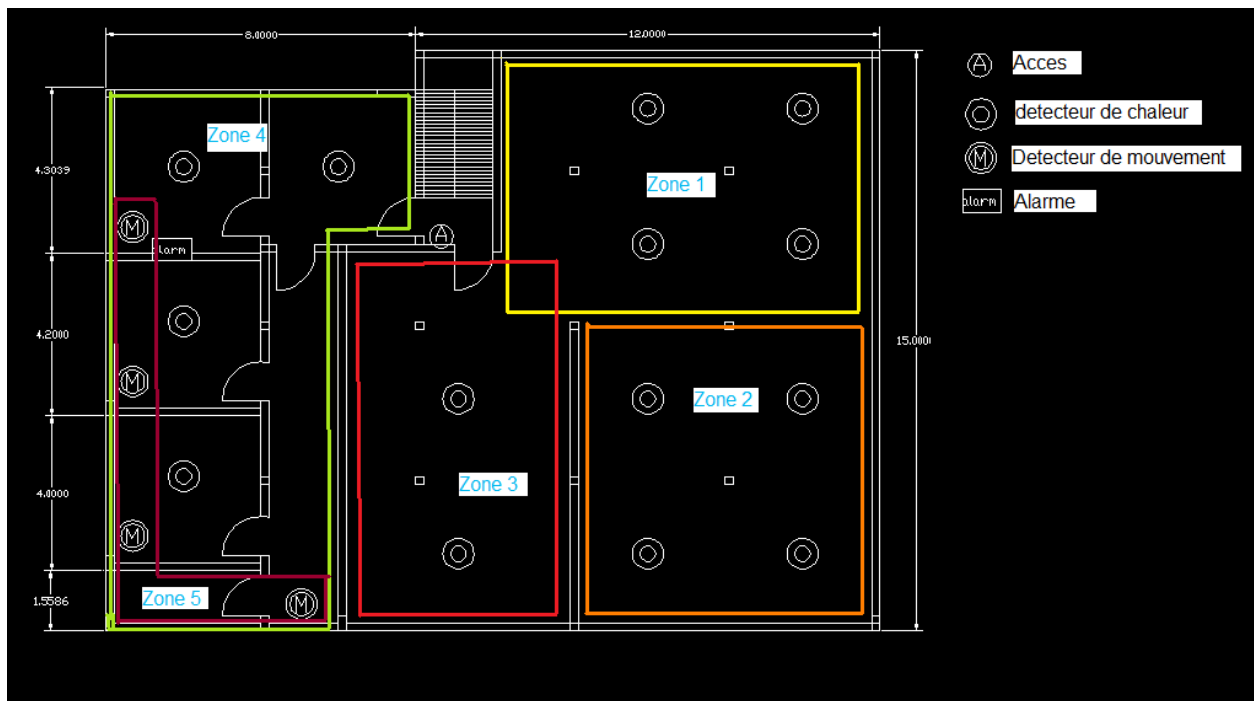 8.0000
12.0000
A Acces
detecteur de chaleur
M Detecteur de mouvement
alarm Alarme
Zone 4
Zone 1
4.3039
M
A
alarm
4.2000
15.0000
M
Zone 2
Zone 3
4.0000
M
1.5586
Zone 5
M